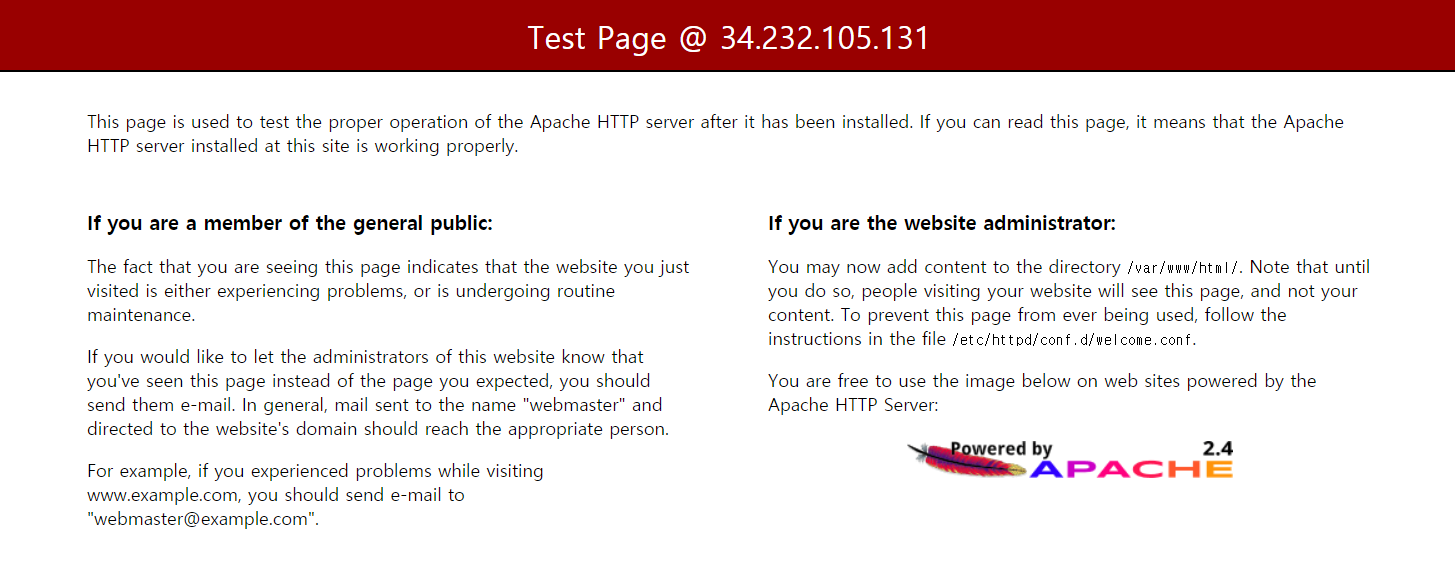 Test Page @ 34.232.105.131
This page is used to test the proper operation of the Apache HTTP server after it has been installed. If you can read this page, it means that the Apache
HTTP server installed at this site is working properly.
If you are a member of the general public:
The fact that you are seeing this page indicates that the website you just
visited is either experiencing problems, or is undergoing routine
maintenance.
If you would like to let the administrators of this website know that
you've seen this page instead of the page you expected, you should
send them e-mail. In general, mail sent to the name "webmaster" and
directed to the website's domain should reach the appropriate person.
For example, if you experienced problems while visiting
www.example.com, you should send e-mail to
"webmaster@example.com".
If you are the website administrator:
You may now add content to the directory /var/www/html/. Note that until
you do so, people visiting your website will see this page, and not your
content. To prevent this page from ever being used, follow the
instructions in the file /etc/httpd/conf.d/welcome.conf.
You are free to use the image below on web sites powered by the
Apache HTTP Server:
Powered by 2.4
APACHE